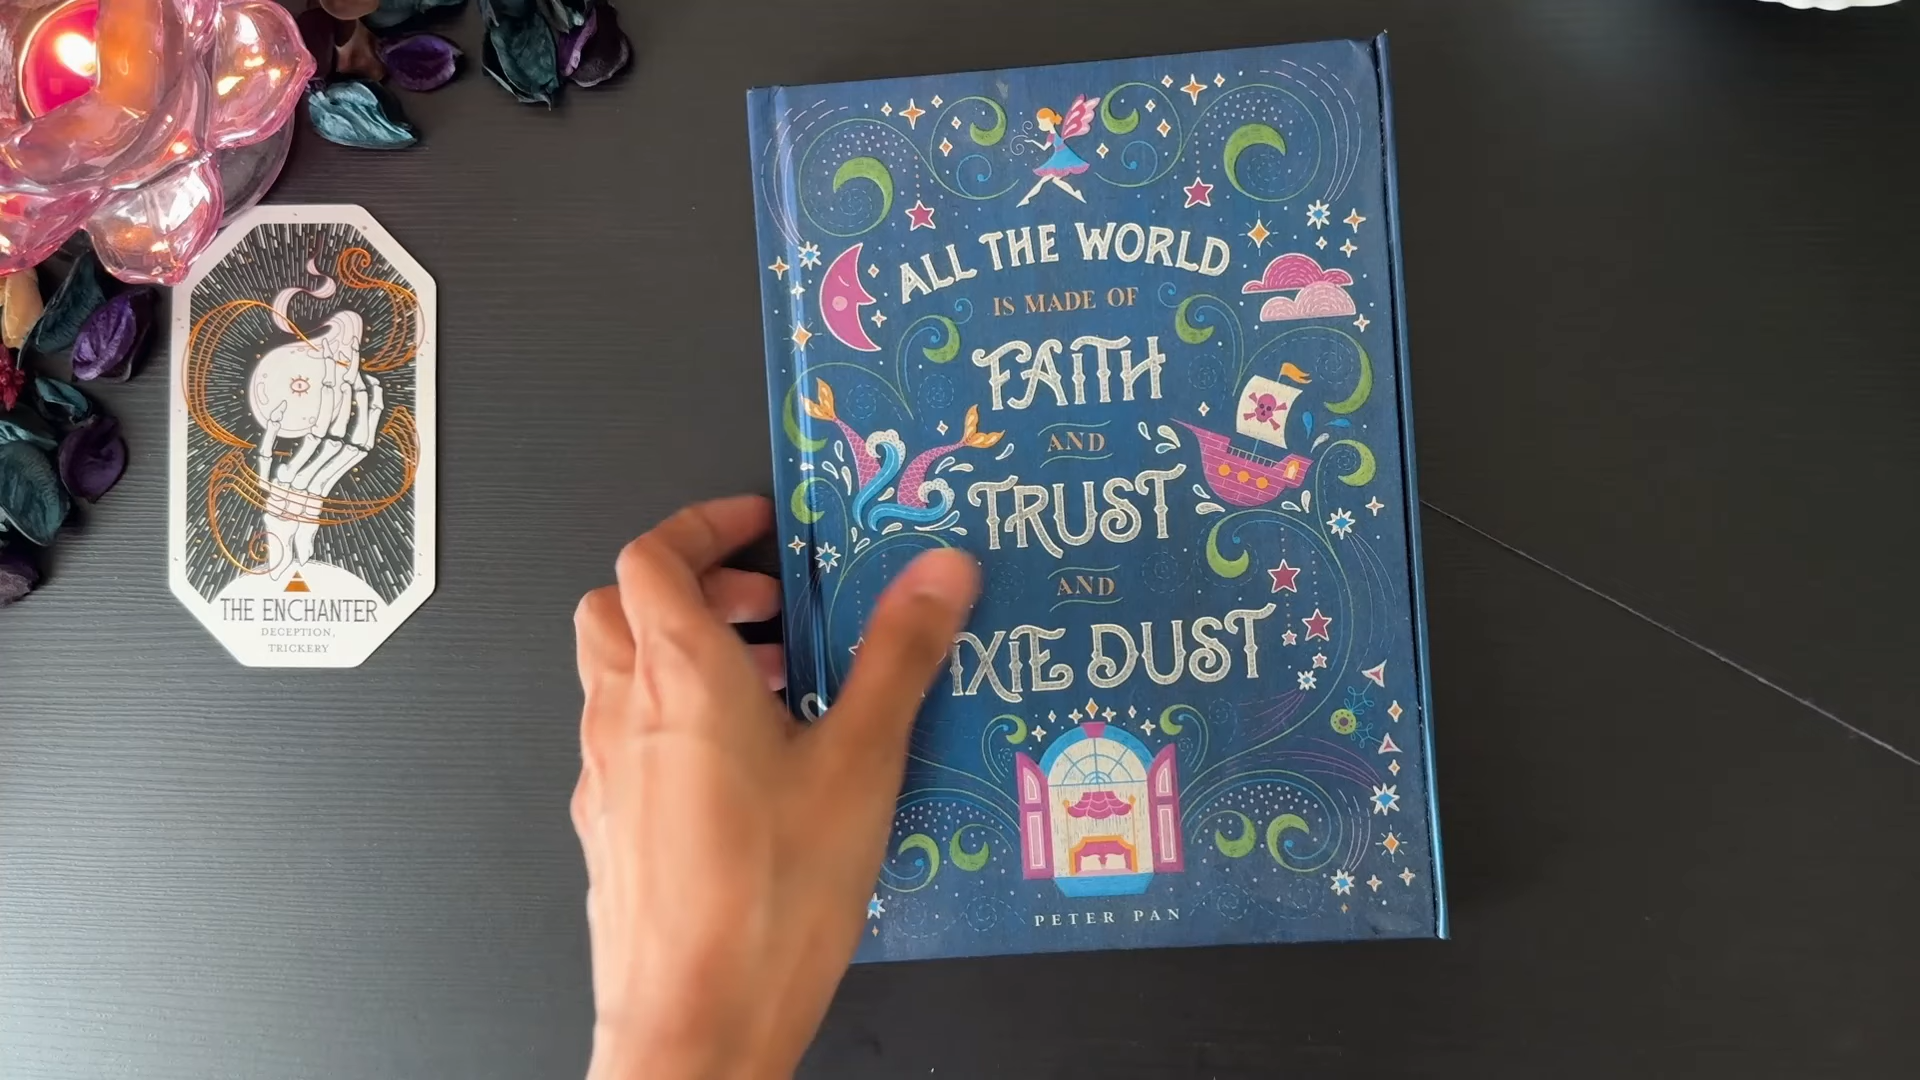 THE ENCHANTER
DECEPTION,
TRICKERY
ALL THE WORLD
IS MADE OF
FAITH
AND
TRUST
AND
IXIE DUST
PETER PAN